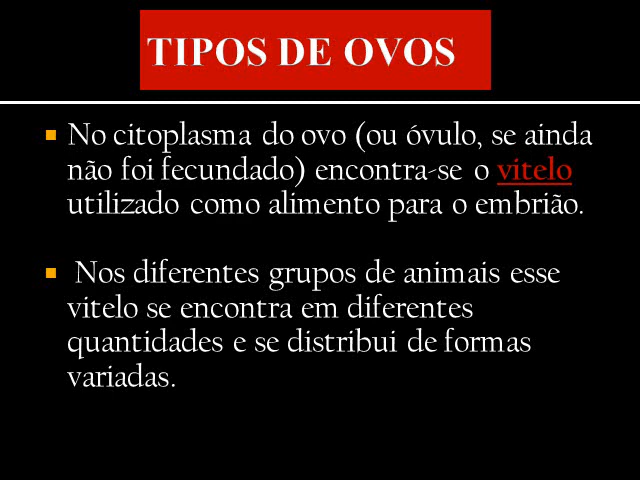 TIPOS DE OVOS
No citoplasma do ovo (ou óvulo, se ainda
não foi fecundado) encontra-se o vitelo
utilizado como alimento para o embrião.
Nos diferentes grupos de animais esse
vitelo se encontra em diferentes
quantidades e se distribui de formas
variadas.